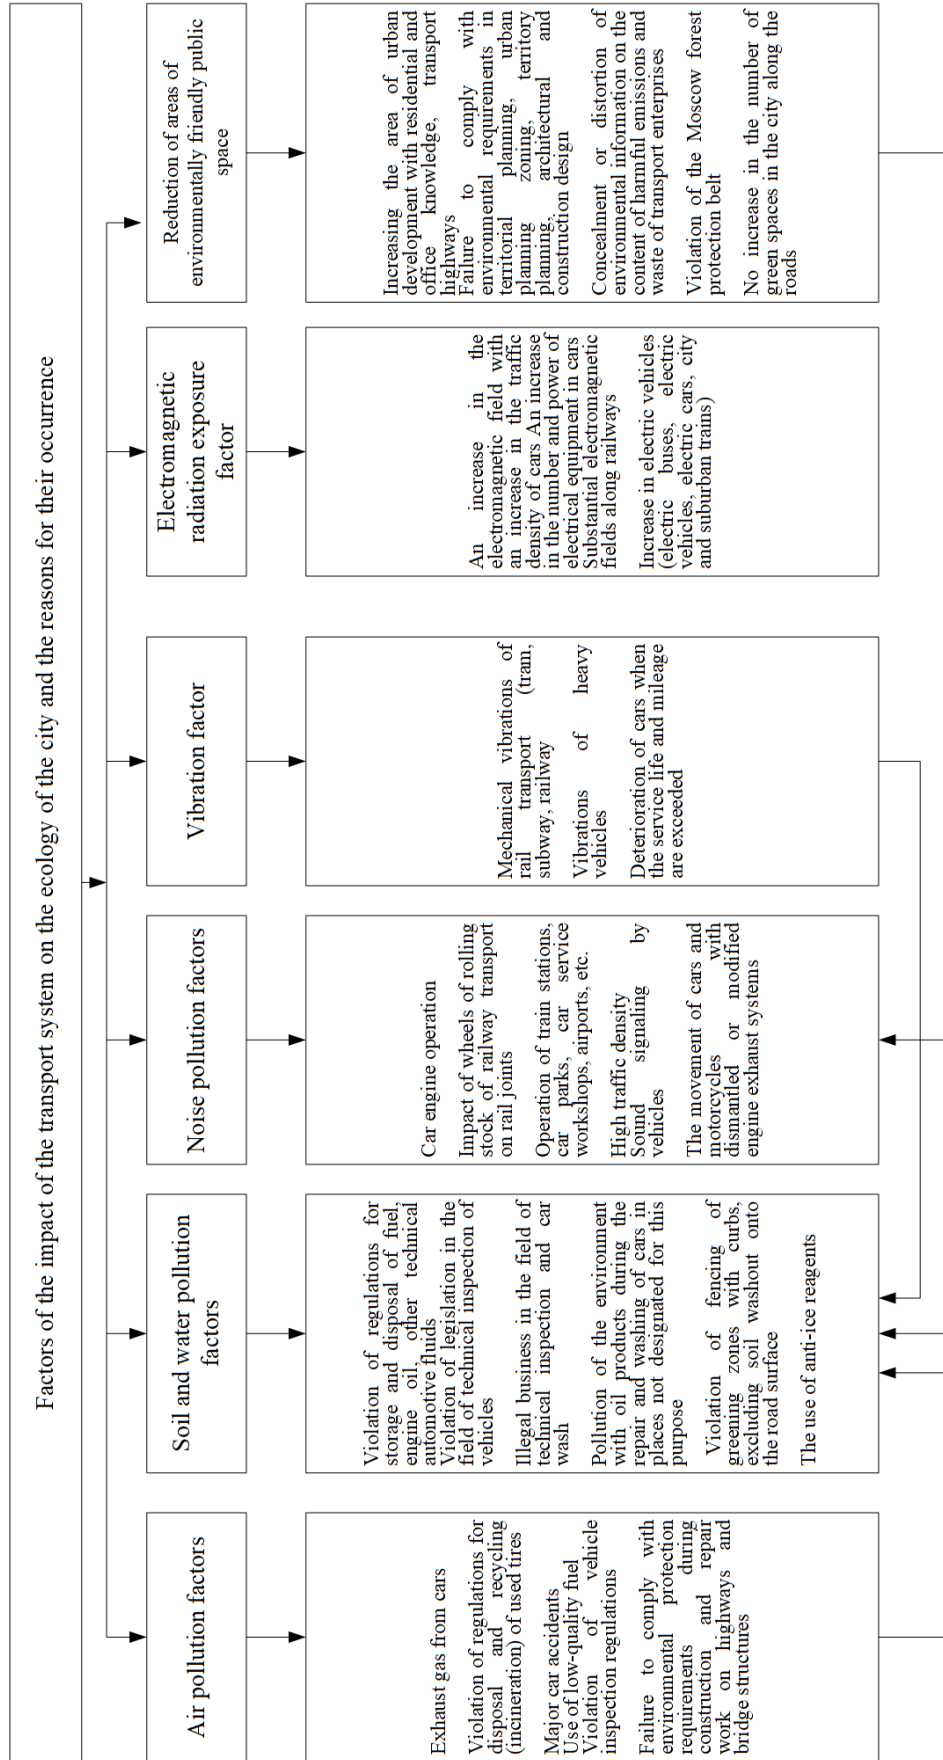 Factors of the impact of the transport system on the ecology of the city and the reasons for their occurrence
Air pollution factors
Soil and water pollution
factors
Noise pollution factors
Vibration factor
Electromagnetic
radiation exposure
factor
Reduction of areas of
environmentally friendly public
space
Exhaust gas from cars
Violation of regulations for
disposal and recycling
(incineration) of used tires
Major car accidents
Use of low-quality fuel
Violation of vehicle
inspection regulations
Failure to comply with
environmental protection
requrements during
construction and repair
work on highways and
bridge structures
Violation of regulations for
storage and disposal of fuel,
engine oil, other technical
automotive fluids
Violation of legislation in the
field of technical inspection of
vehicles
Illegal business in the field of
technical inspection and car
wash
Pollution of the environment
with oil products during the
repair and washing of cars in
places not designated for this
purpose
Violation of fencing of
greening zones with curbs,
excluding soil washout onto
the road surface
The use of anti-ice reagents
Car engine operation
Impact of wheels of rolling
stock of railway transport
on rail joints
Operation of train stations,
car parks, car service
workshops, airports, etc.
High traffic density
Sound signaling by
vehicles
The movement of cars and
motorcycles with
dismantled or modified
engine exhaust systems
Mechanical vibrations of
rail transport (tram,
subway, railway
Vibrations of heavy
vehicles
Deterioration of cars when
the service life and mileage
are exceeded
An increase in the
electromagnetic field with
an increase in the traffic
density of cars An increase
in the number and power of
electrical equipment in cars
Substantial electromagnetic
fields along railways
Increase in electric vehicles
(electric buses, electric
vehicles, electric cars, city
and suburban trains)
Increasing the area of urban
development with residential and
office knowledge, transport
highways
Failure to comply with
environmental requirements in
territorial planning, urban
planning zoning, territory
planning, architectural and
construction design
Concealment or distortion of
environmental information on the
content of harmful emissions and
waste of transport enterprises
Violation of the Moscow forest
protection belt
No increase in the number of
green spaces in the city along the
roads